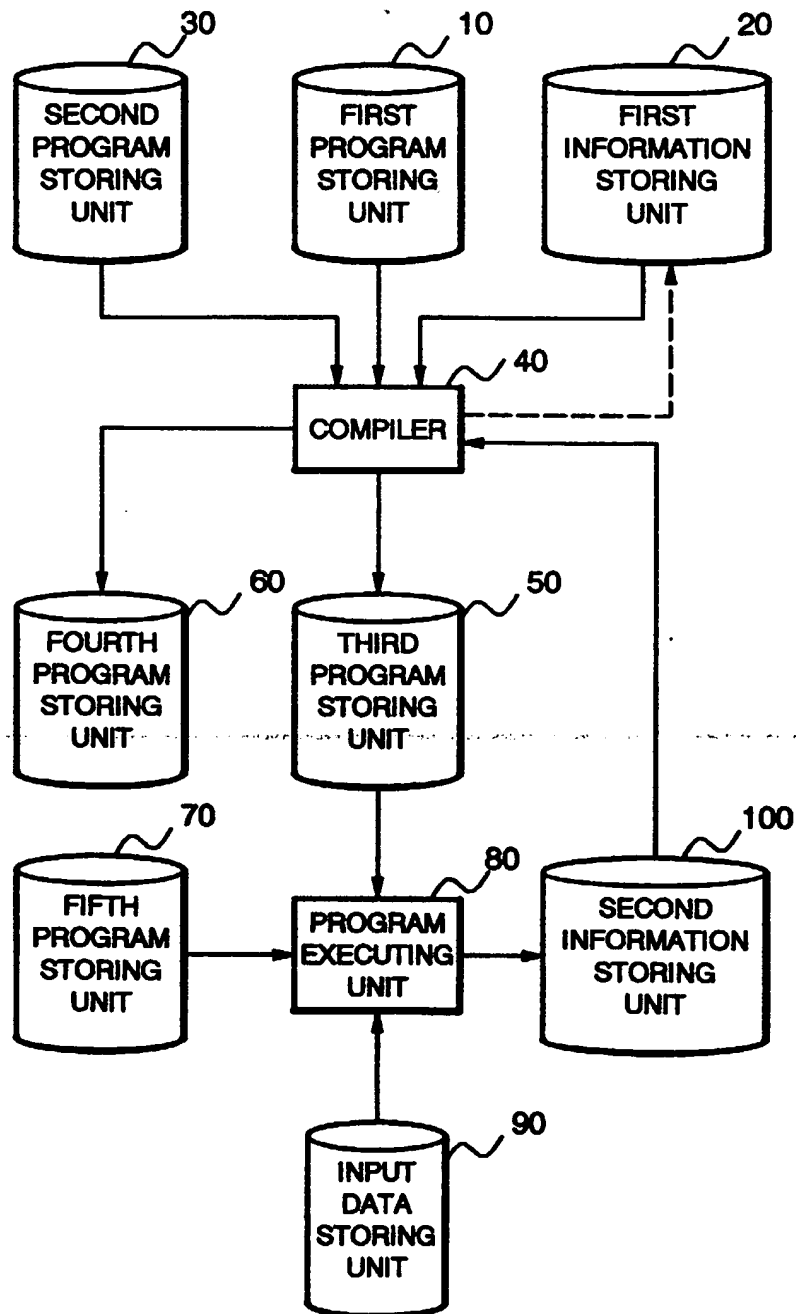 30
10
20
SECOND
PROGRAM
STORING
UNIT
FIRST
PROGRAM
STORING
UNIT
FIRST
INFORMATION
STORING
UNIT
40
COMPILER
60
50
FOURTH
PROGRAM
STORING
UNIT
THIRD
PROGRAM
STORING
UNIT
70
80
100
FIFTH
PROGRAM
STORING
UNIT
PROGRAM
EXECUTING
UNIT
SECOND
INFORMATION
STORING
UNIT
90
INPUT
DATA
STORING
UNIT